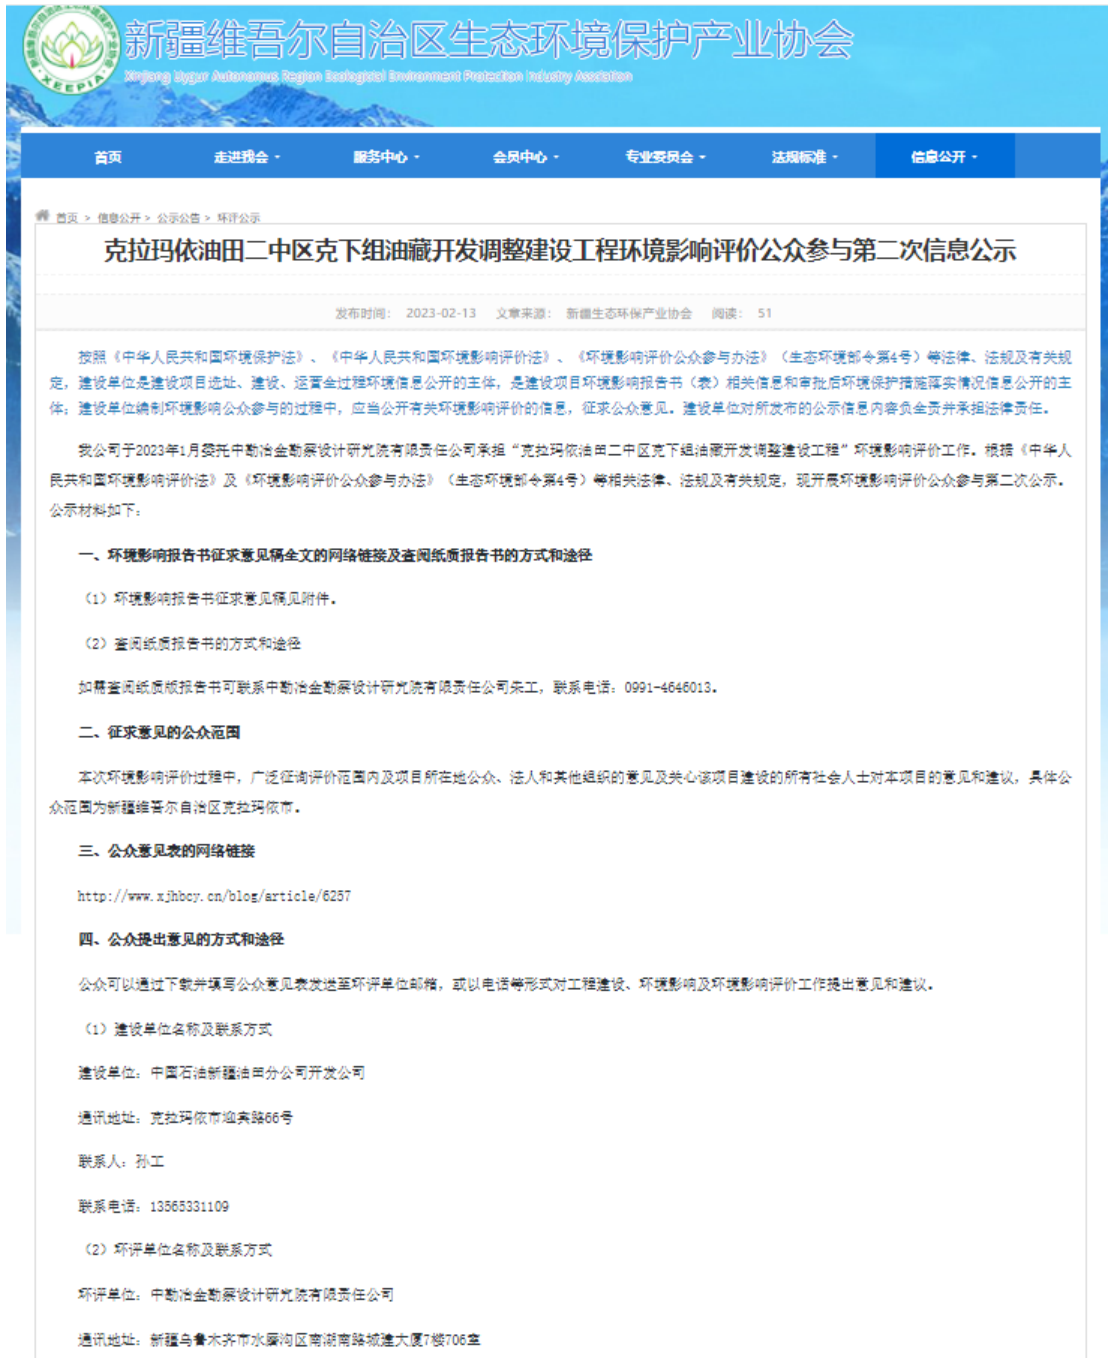 新疆维吾尔自治区生态环境保护产业协会
Xinjiang Uygur Autonomous Region Ecological Environment Protection Industry Assciation
XEEPIA
首页 走进我会 服务中心 会员中心 专业委员会 法规标准 信息公开
首页 > 信息公开 > 公示公告 > 环评公示
克拉玛依油田二中区克下组油藏开发调整建设工程环境影响评价公众参与第二次信息公示
发布时间： 2023-02-13 文章来源： 新疆生态环保产业协会 阅读： 51
按照《中华人民共和国环境保护法》、《中华人民共和国环境影响评价法》、《环境影响评价公众参与办法》（生态环境部令第4号）等法律、法规及有关规
定，建设单位是建设项目选址、建设、运营全过程环境信息公开的主体，是建设项目环境影响报告书（表）相关信息和审批后环境保护措施落实情况信息公开的主
体；建设单位编制环境影响公众参与的过程中，应当公开有关环境影响评价的信息，征求公众意见。建设单位对所发布的公示信息内容负全责并承担法律责任。
我公司于2023年1月委托中勘冶金勘察设计研究院有限责任公司承担“克拉玛依油田二中区克下组油藏开发调整建设工程”环境影响评价工作。根据《中华人
民共和国环境影响评价法》及《环境影响评价公众参与办法》（生态环境部令第4号）等相关法律、法规及有关规定，现开展环境影响评价公众参与第二次公示。
公示材料如下：
一、环境影响报告书征求意见稿全文的网络链接及查阅纸质报告书的方式和途径
（1）环境影响报告书征求意见稿见附件。
（2）查阅纸质报告书的方式和途径
如需查阅纸质版报告书可联系中勘冶金勘察设计研究院有限责任公司朱工，联系电话：0991-4646013。
二、征求意见的公众范围
本次环境影响评价过程中，广泛征询评价范围内及项目所在地公众、法人和其他组织的意见及关心该项目建设的所有社会人士对本项目的意见和建议，具体公
众范围为新疆维吾尔自治区克拉玛依市。
三、公众意见表的网络链接
http://www.xjhbcy.cn/blog/article/6257
四、公众提出意见的方式和途径
公众可以通过下载并填写公众意见表发送至环评单位邮箱，或以电话等形式对工程建设、环境影响及环境影响评价工作提出意见和建议。
（1）建设单位名称及联系方式
建设单位：中国石油新疆油田分公司开发公司
通讯地址：克拉玛依市迎宾路66号
联系人：孙工
联系电话：13565331109
（2）环评单位名称及联系方式
环评单位：中勘冶金勘察设计研究院有限责任公司
通讯地址：新疆乌鲁木齐市水磨沟区南湖南路城建大厦7楼706室